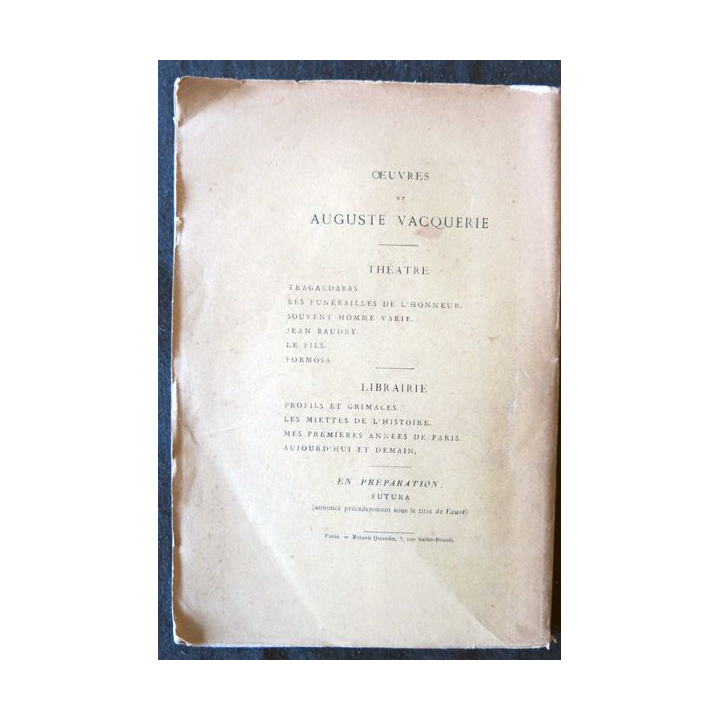 ŒUVRES
DE
AUGUSTE VACQUERIE
THÉATRE
TRAGALDABAS.
LES FUNÉRAILLES DE L'HONNEUR.
SOUVENT HOMME VARIE.
JEAN BAUDRY.
LE FILS.
FORMOSA.
LIBRAIRIE
PROFILS ET GRIMACES.
LES MIETTES DE L'HISTOIRE.
MES PREMIÈRES ANNÉES DE PARIS.
AUJOURD'HUI ET DEMAIN,
EN PRÉPARATION.
FUTURA
(annoncé précédemment sous le titre de Faust)
Paris. — Maison Quantin, 7, rue Saint-Benoît.